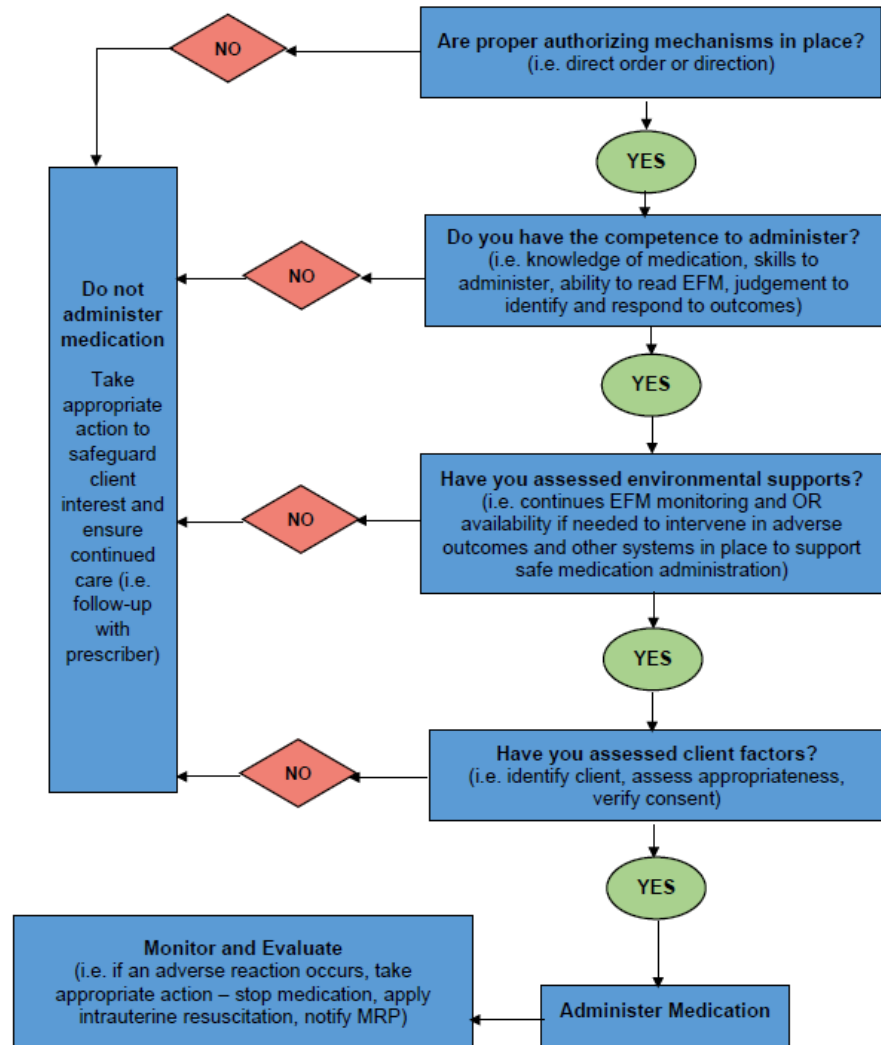 NO
Are proper authorizing mechanisms in place?
(i.e. direct order or direction)
YES
Do you have the competence to administer?
(i.e. knowledge of medication, skills to
administer, ability to read EFM, judgement to
identify and respond to outcomes)
NO
Do not
administer
medication
Take
appropriate
action to
safeguard
client
interest and
ensure
continued
care (i.e.
follow-up
with
prescriber)
YES
Have you assessed environmental supports?
(i.e. continues EFM monitoring and OR
availability if needed to intervene in adverse
outcomes and other systems in place to support
safe medication administration)
NO
YES
Have you assessed client factors?
(i.e. identify client, assess appropriateness,
verify consent)
NO
YES
Monitor and Evaluate
(i.e. if an adverse reaction occurs, take
appropriate action – stop medication, apply
intrauterine resuscitation, notify MRP)
Administer Medication